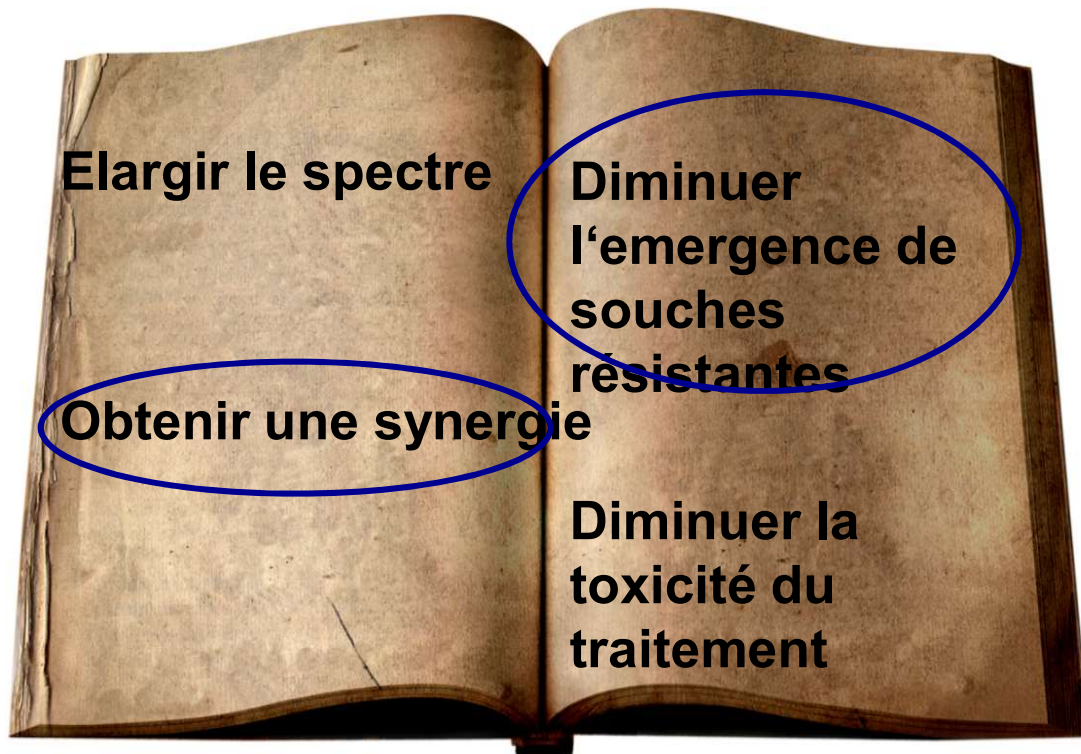 Elargir le spectre
Obtenir une synergie
Diminuer
l‘emergence de
souches
résistantes
Diminuer la
toxicité du
traitement